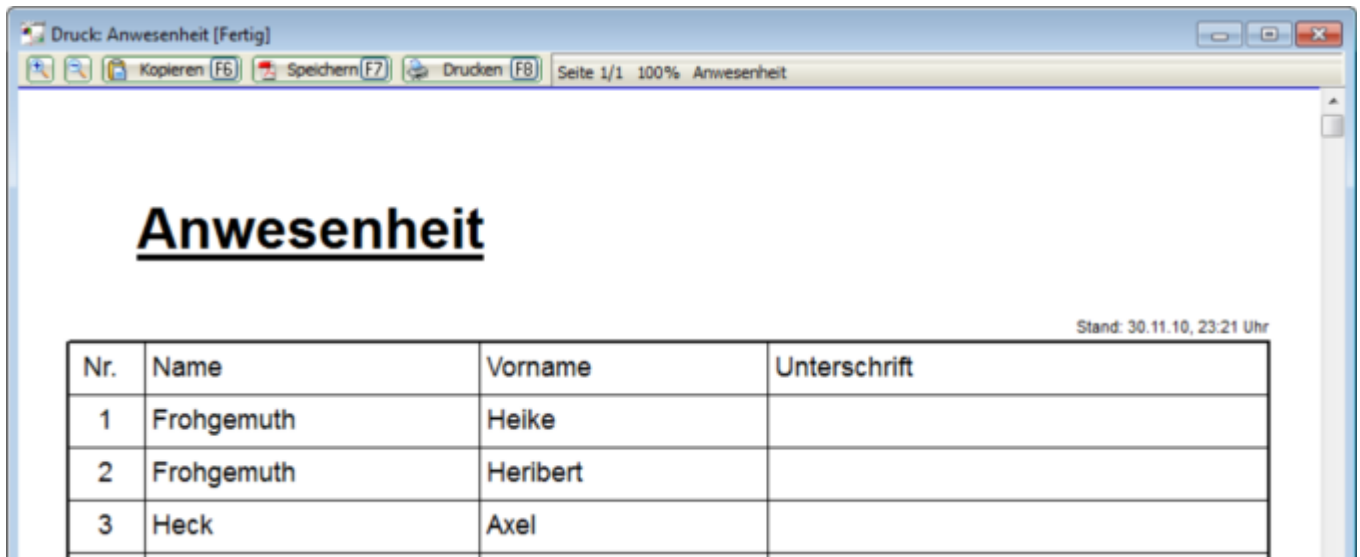 Druck: Anwesenheit [Fertig]
Kopieren F6 Speichern F7 Drucken F8 Seite 1/1 100% Anwesenheit
Anwesenheit
Stand: 30.11.10, 23:21 Uhr
Nr. Name Vorname Unterschrift
1 Frohgemuth Heike
2 Frohgemuth Heribert
3 Heck Axel